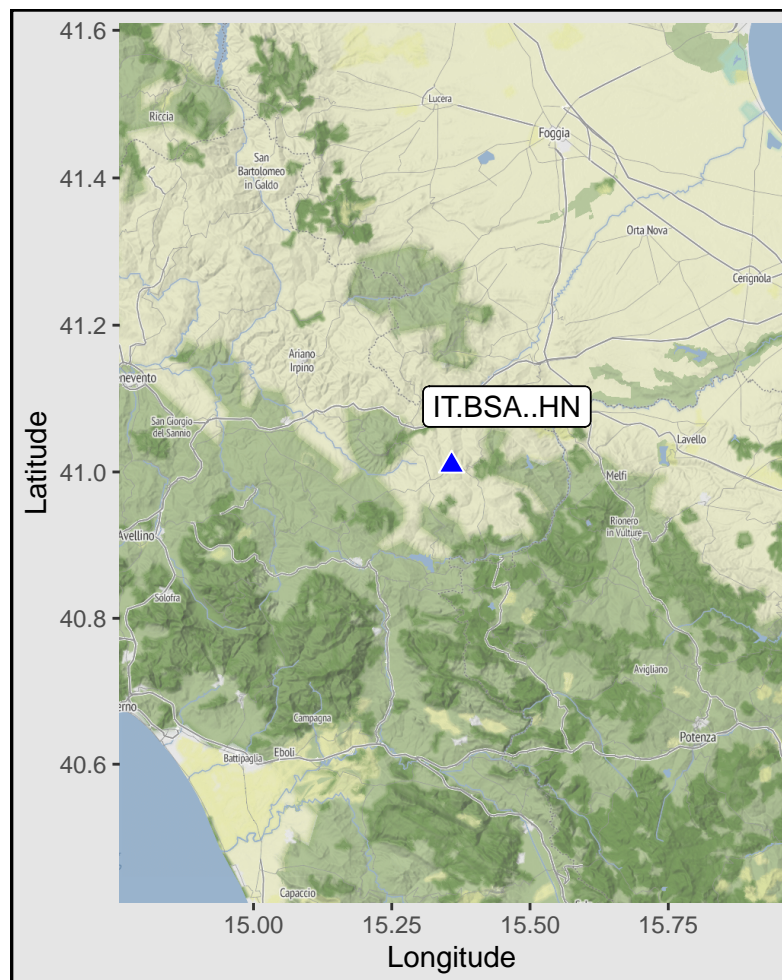 41.6
41.4
41.2
41.0
40.8
40.6
Latitude
Riccia
Lucera
Foggia
San
Bartolomeo
in Galdo
Orta Nova
Cerignola
Ariano
Irpino
enevento
San Giorgio
del Sannio
IT.BSA..HN
Lavello
Melfi
Rionero
in Vulture
Avellino
Solofra
Avigliano
erno
Campagna
Potenza
Battipaglia
Eboli
Capaccio
15.00
15.25
15.50
15.75
Longitude